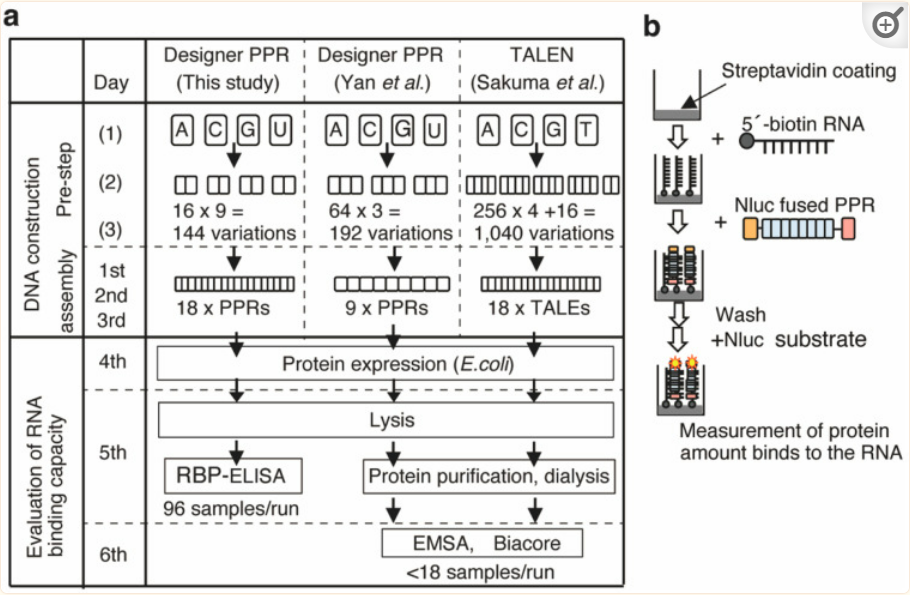 a
Designer PPR
(This study)
Designer PPR
(Yan et al.)
TALEN
(Sakuma et al.)
Day
DNA construction
Pre-step
assembly
(1)
A C G U
A C G U
A C G T
(2)
16 x 9 =
144 variations
64 x 3 =
192 variations
256 x 4 +16 =
1,040 variations
(3)
1st
2nd
3rd
18 x PPRs
9 x PPRs
18 x TALEs
Evaluation of RNA
binding capacity
4th
Protein expression (E.coli)
5th
Lysis
RBP-ELISA
96 samples/run
Protein purification, dialysis
6th
EMSA, Biacore
<18 samples/run
b
Streptavidin coating
+ 5´-biotin RNA
+ Nluc fused PPR
Wash
+Nluc substrate
Measurement of protein
amount binds to the RNA